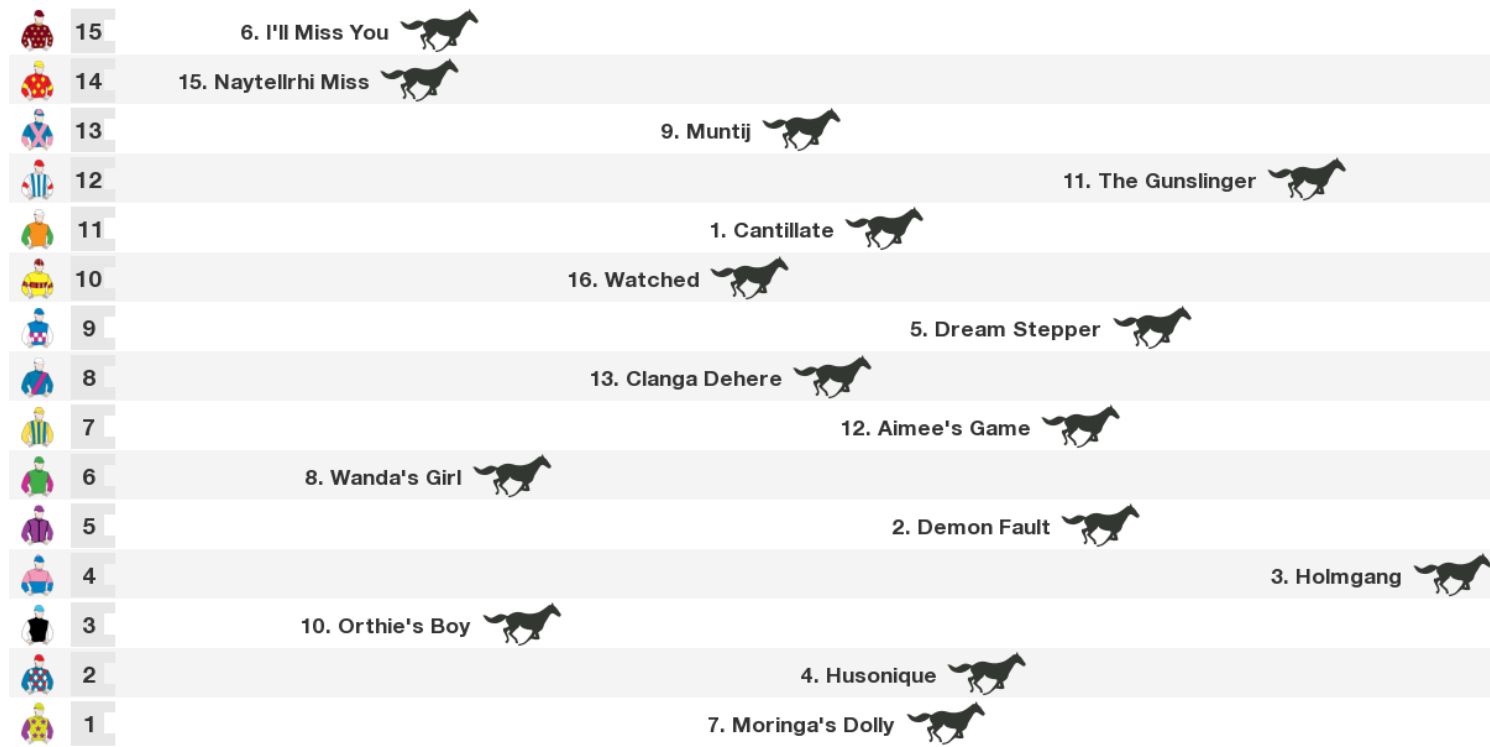 15 6. I'll Miss You
14 15. Naytellrhi Miss
13 9. Muntij
12 11. The Gunslinger
11 1. Cantillate
10 16. Watched
9 5. Dream Stepper
8 13. Clanga Dehere
7 12. Aimee's Game
6 8. Wanda's Girl
5 2. Demon Fault
4 3. Holmgang
3 10. Orthie's Boy
2 4. Husonique
1 7. Moringa's Dolly